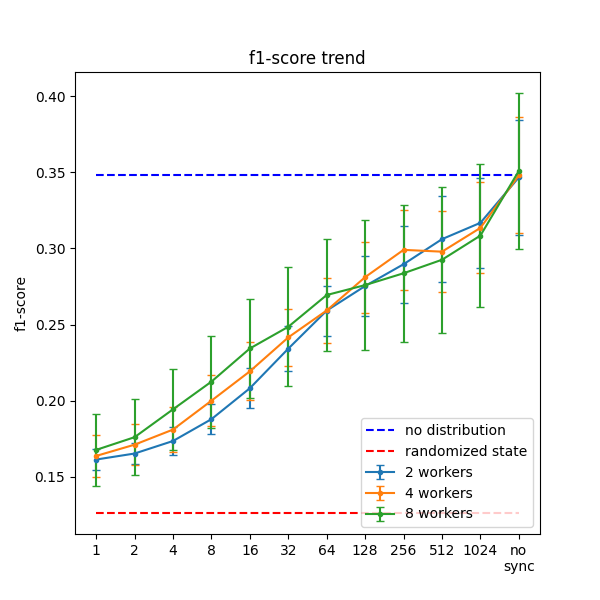 f1-score trend
f1-score
0.40
0.35
0.30
0.25
0.20
0.15
no distribution
randomized state
2 workers
4 workers
8 workers
1 2 4 8 16 32 64 128 256 512 1024 no
sync